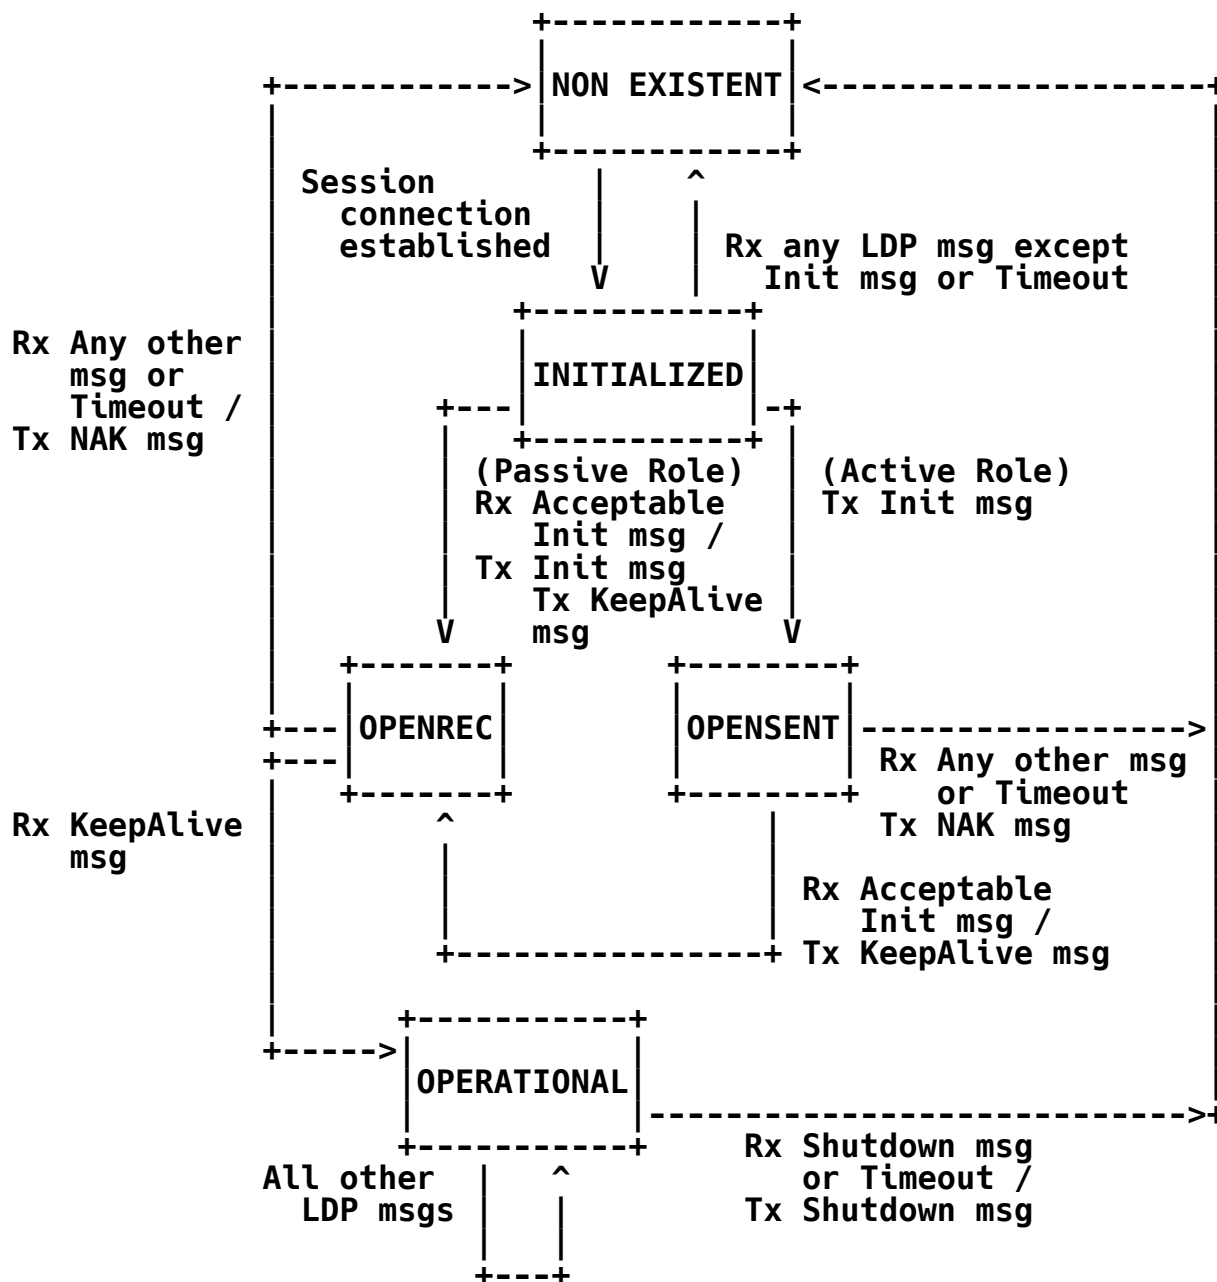 NON EXISTENT
Session
connection
established
Rx any LDP msg except
Init msg or Timeout
Rx Any other
msg or
Timeout /
Tx NAK msg
INITIALIZED
(Passive Role)
Rx Acceptable
Init msg /
Tx Init msg
Tx KeepAlive
msg
(Active Role)
Tx Init msg
OPENREC
OPENSENT
Rx Any other msg
or Timeout
Tx NAK msg
Rx KeepAlive
msg
Rx Acceptable
Init msg /
Tx KeepAlive msg
OPERATIONAL
Rx Shutdown msg
or Timeout /
Tx Shutdown msg
All other
LDP msgs